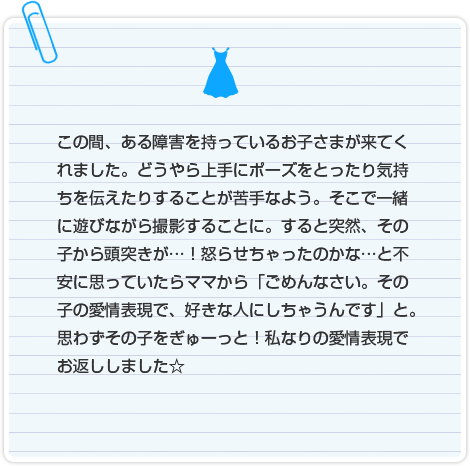 この間、ある障害を持っているお子さまが来てく
れました。どうやら上手にポーズをとったり気持
ちを伝えたりすることが苦手なよう。そこで一緒
に遊びながら撮影することに。すると突然、その
子から頭突きが…！怒らせちゃったのかな…と不
安に思っていたらママから「ごめんなさい。その
子の愛情表現で、好きな人にしちゃうんです」と。
思わずその子をぎゅーっと！私なりの愛情表現で
お返ししました☆